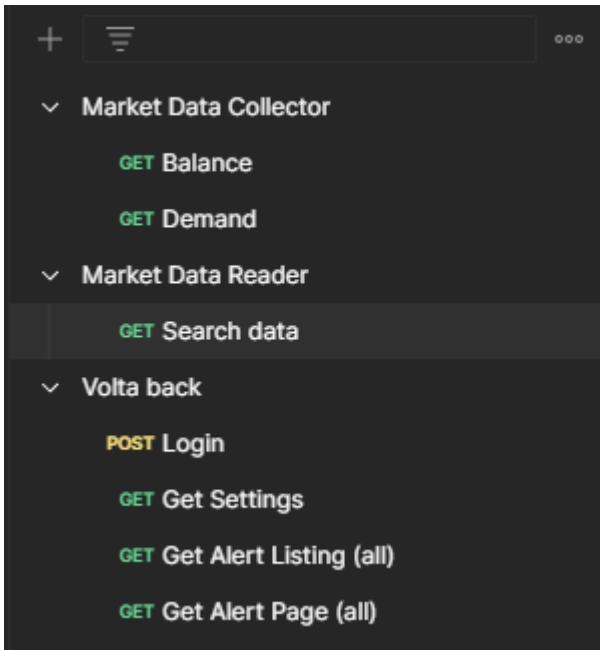 Market Data Collector
GET Balance
GET Demand
Market Data Reader
GET Search data
Volta back
POST Login
GET Get Settings
GET Get Alert Listing (all)
GET Get Alert Page (all)